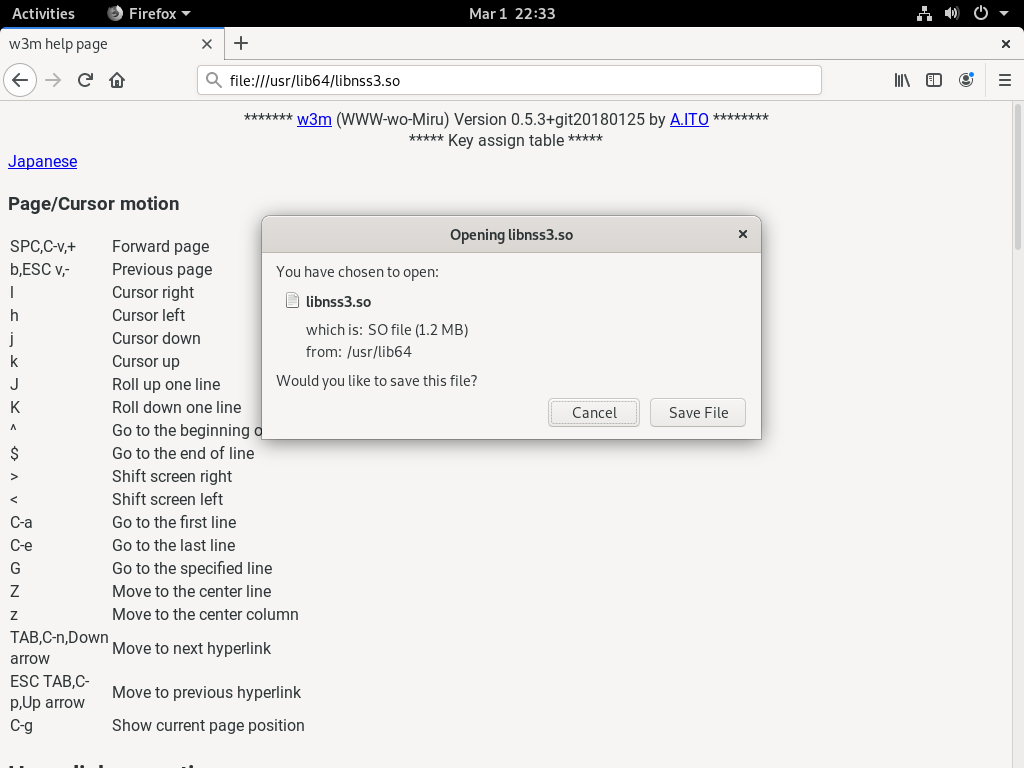 Activities Firefox Mar 1 22:33
w3m help page
file:///usr/lib64/libnss3.so
******* w3m (WWW-wo-Miru) Version 0.5.3+git20180125 by A.ITO ********
***** Key assign table *****
Japanese
Page/Cursor motion
SPC,C-v,+ Forward page
b,ESC v,- Previous page
l Cursor right
h Cursor left
j Cursor down
k Cursor up
J Roll up one line
K Roll down one line
^ Go to the beginning o
$ Go to the end of line
> Shift screen right
< Shift screen left
C-a Go to the first line
C-e Go to the last line
G Go to the specified line
Z Move to the center line
z Move to the center column
TAB,C-n,Down
arrow Move to next hyperlink
ESC TAB,C-
p,Up arrow Move to previous hyperlink
C-g Show current page position
Opening libnss3.so
You have chosen to open:
libnss3.so
which is: SO file (1.2 MB)
from: /usr/lib64
Would you like to save this file?
Cancel Save File